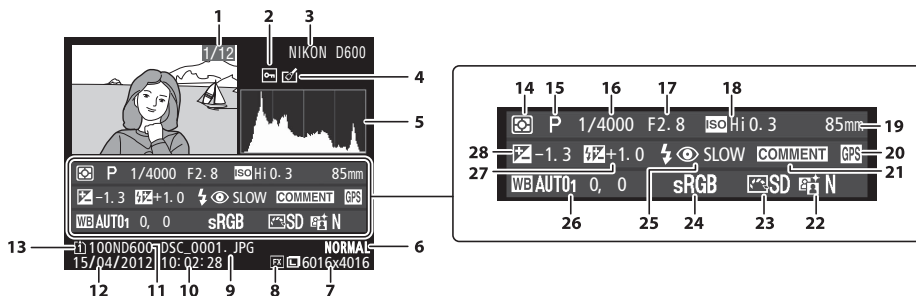 1 2 3
1/12 NIKON D600
4
5
P 1/4000 F2.8 ISO Hi 0.3 85mm
-1.3 +1.0 SLOW COMMENT GPS
WB AUTO1 0, 0 sRGB SD N
13 1 100ND600 DSC_0001.JPG NORMAL 6
15/04/2012 10:02:28 FX 6016x4016
12 11 10 9 8 7
14 15 16 17 18
P 1/4000 F2.8 ISO Hi 0.3 85mm 19
28 -1.3 +1.0 SLOW COMMENT GPS 20
27 21
WB AUTO1 0, 0 sRGB SD N
26 25 24 23 22